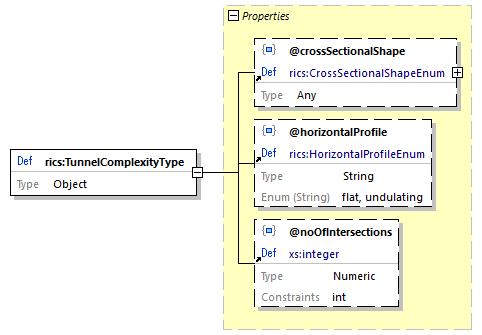 Properties
@crossSectionalShape
Def rics:CrossSectionalShapeEnum
Type Any
@horizontalProfile
Def rics:HorizontalProfileEnum
Type String
Enum (String) flat, undulating
Def rics:TunnelComplexityType
Type Object
@noOfIntersections
Def xs:integer
Type Numeric
Constraints int